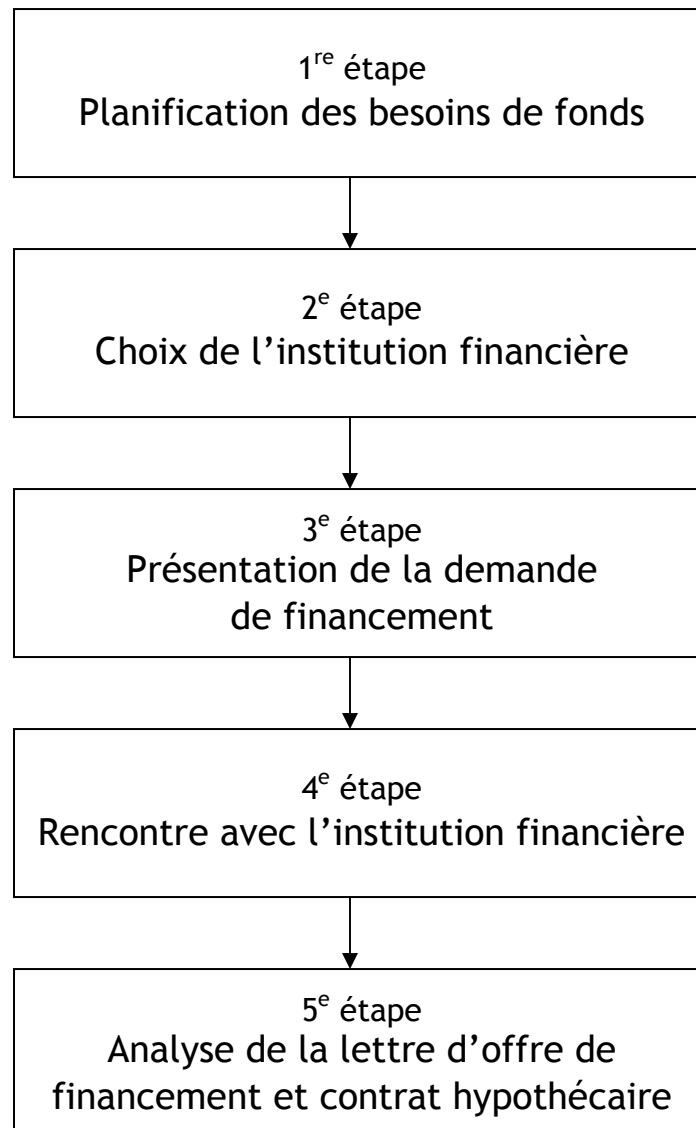 1re étape
Planification des besoins de fonds
2e étape
Choix de l’institution financière
3e étape
Présentation de la demande
de financement
4e étape
Rencontre avec l’institution financière
5e étape
Analyse de la lettre d’offre de
financement et contrat hypothécaire